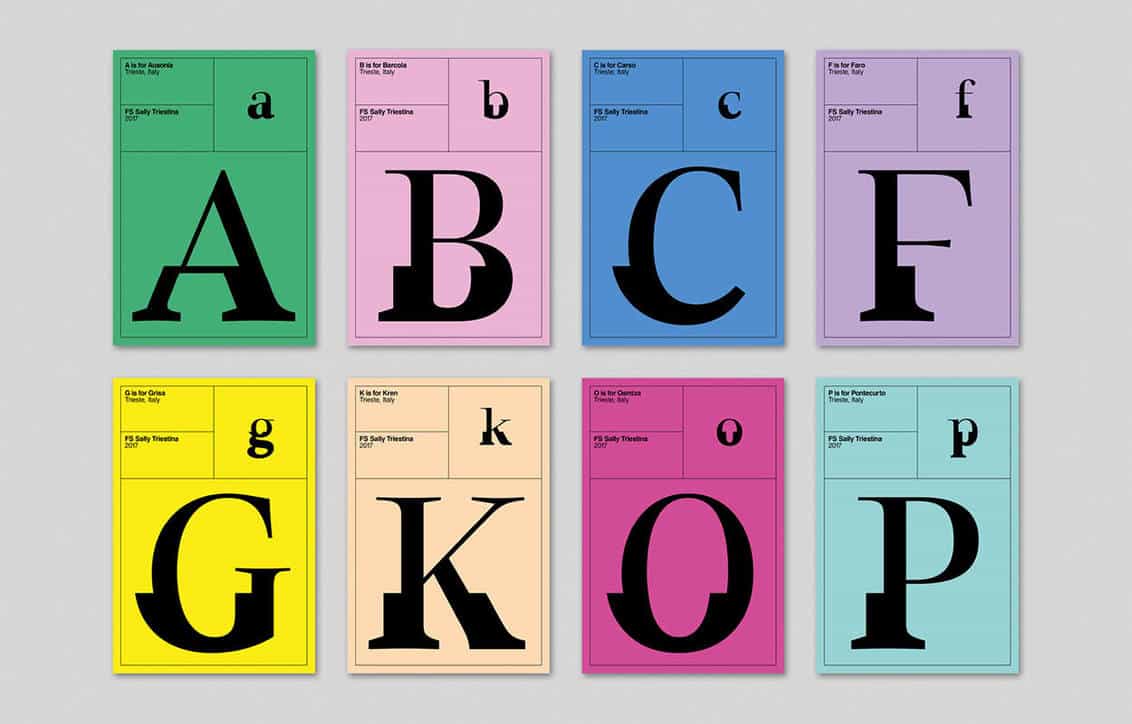 A is for Ausonia
Trieste, Italy
FS Sally Triestina
2017
a
A
B is for Barcola
Trieste, Italy
FS Sally Triestina
2017
b
B
C is for Carso
Trieste, Italy
FS Sally Triestina
2017
c
C
F is for Faro
Trieste, Italy
FS Sally Triestina
2017
f
F
G is for Grisa
Trieste, Italy
FS Sally Triestina
2017
g
G
K is for Kren
Trieste, Italy
FS Sally Triestina
2017
k
K
O is for Osmiza
Trieste, Italy
FS Sally Triestina
2017
o
O
P is for Pontecurto
Trieste, Italy
FS Sally Triestina
2017
p
P